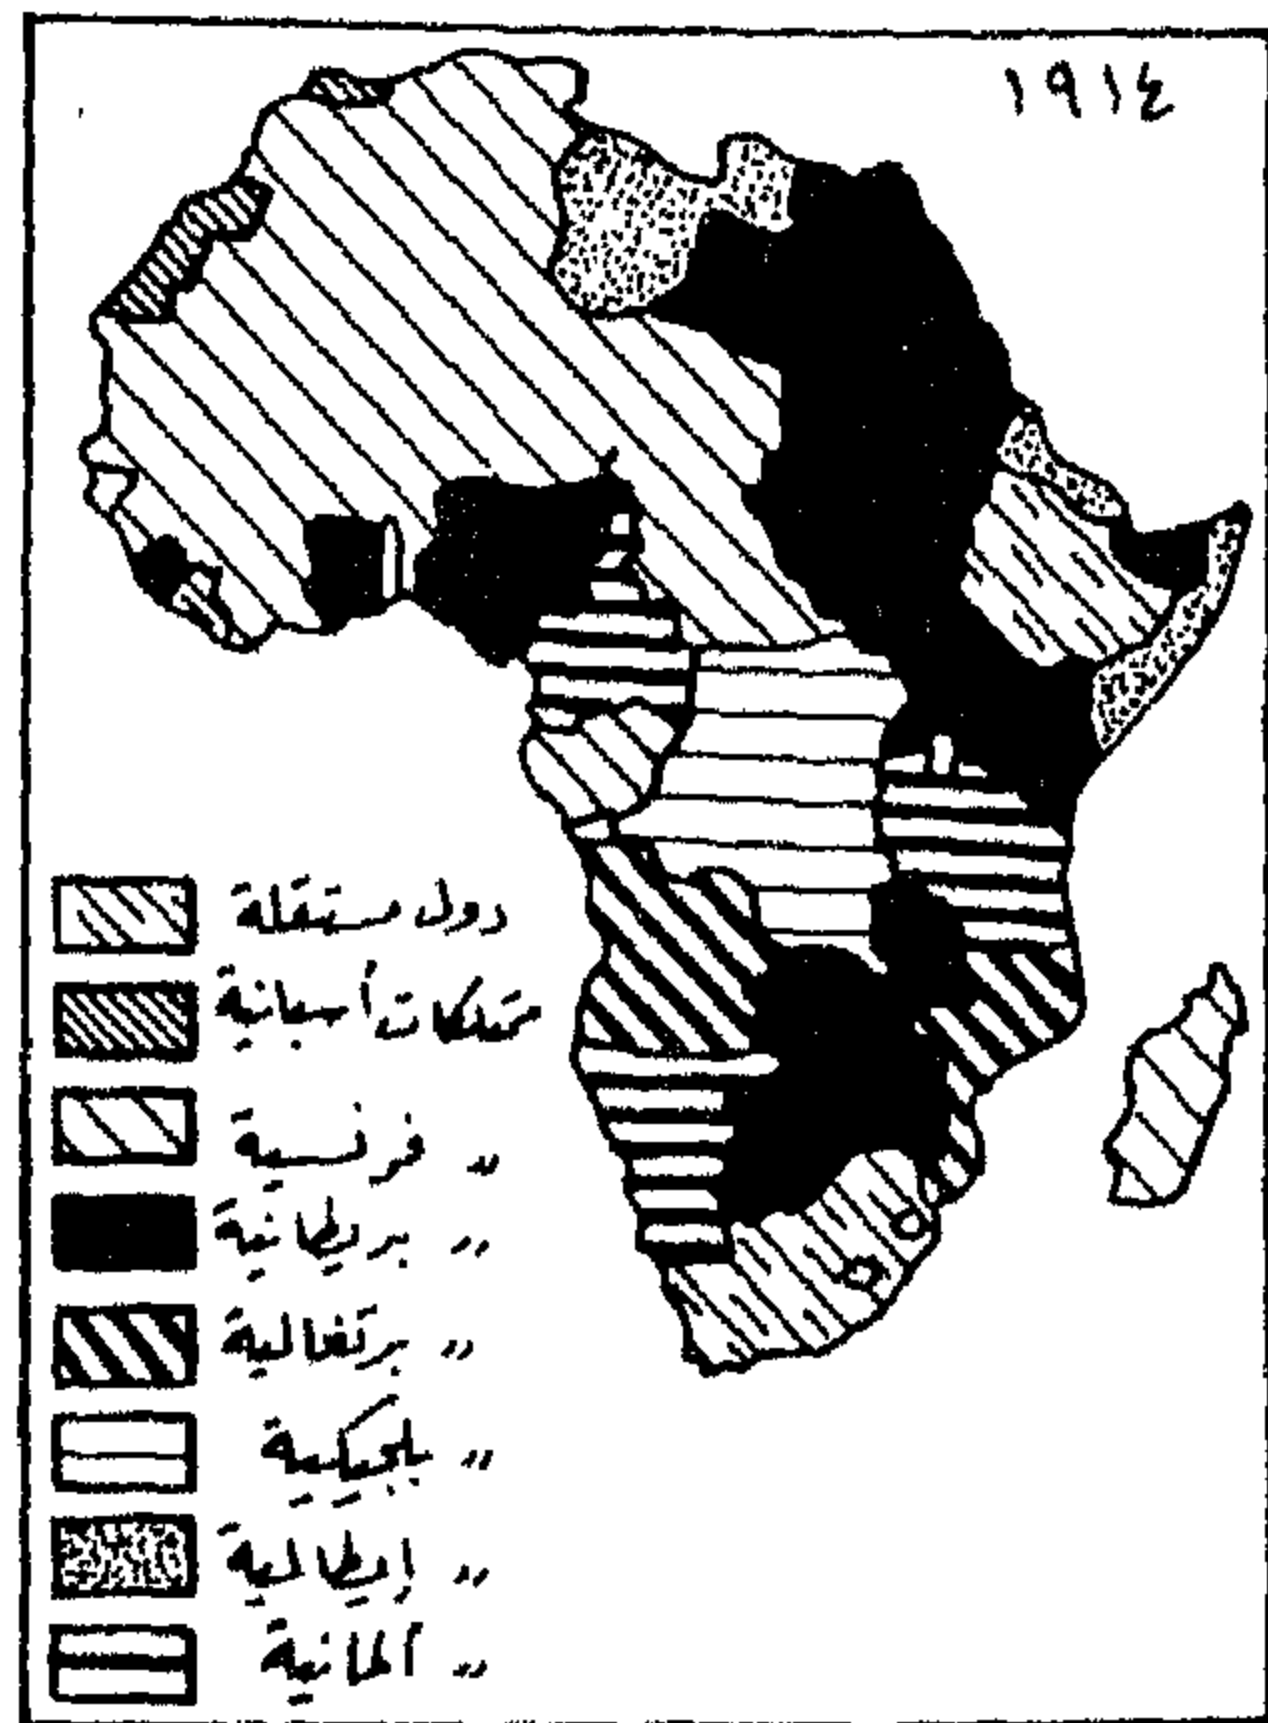 ١٩١٤
دول مستقلة
ممتلكات أسبانية
〃 فرنسية
〃 بريطانية
〃 برتغالية
〃 بلجيكية
〃 إيطالية
〃 ألمانية